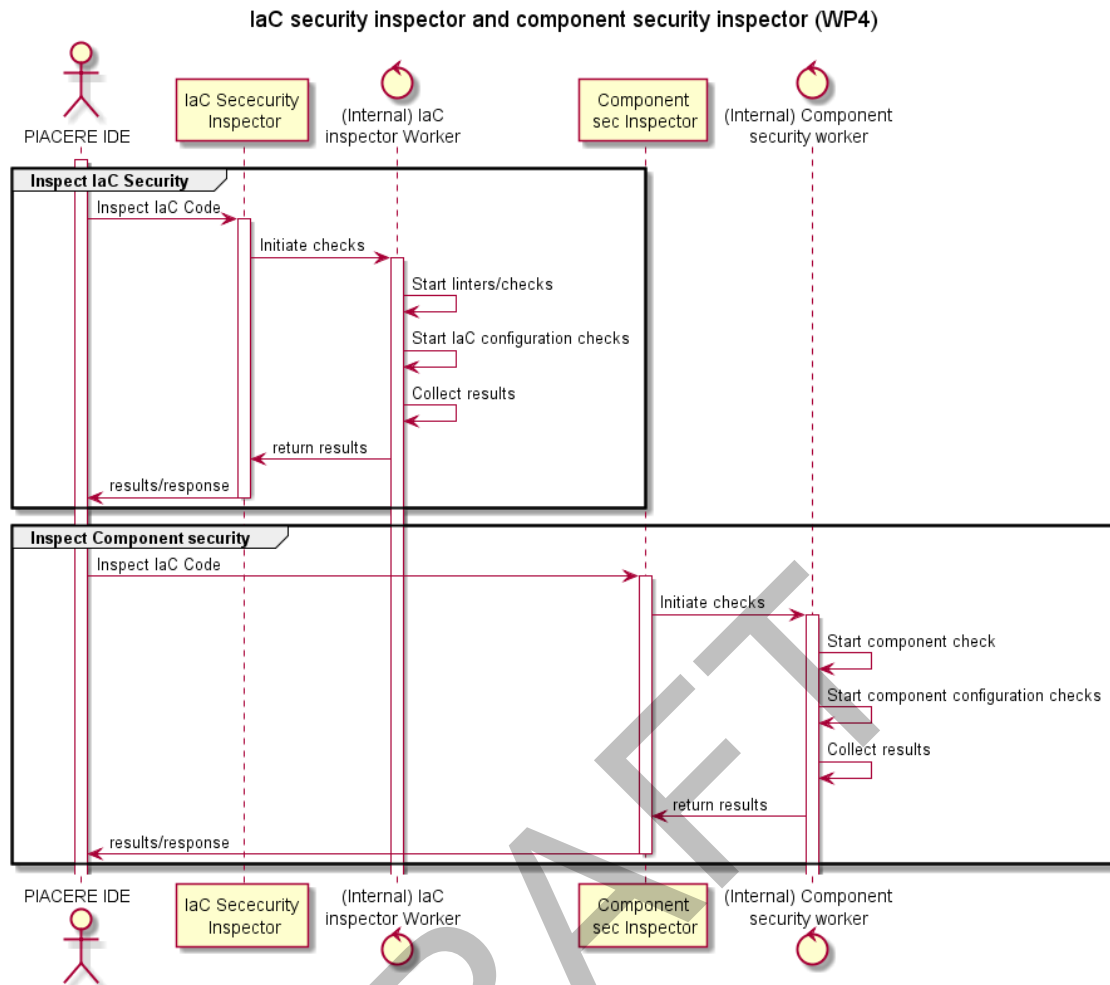 IaC security inspector and component security inspector (WP4)
PIACERE IDE
IaC Sececurity
Inspector
(Internal) IaC
inspector Worker
Component
sec Inspector
(Internal) Component
security worker
Inspect IaC Security
Inspect IaC Code
Initiate checks
Start linters/checks
Start IaC configuration checks
Collect results
return results
results/response
Inspect Component security
Inspect IaC Code
Initiate checks
Start component check
Start component configuration checks
Collect results
return results
results/response
PIACERE IDE
IaC Sececurity
Inspector
(Internal) IaC
inspector Worker
Component
sec Inspector
(Internal) Component
security worker
RAFT